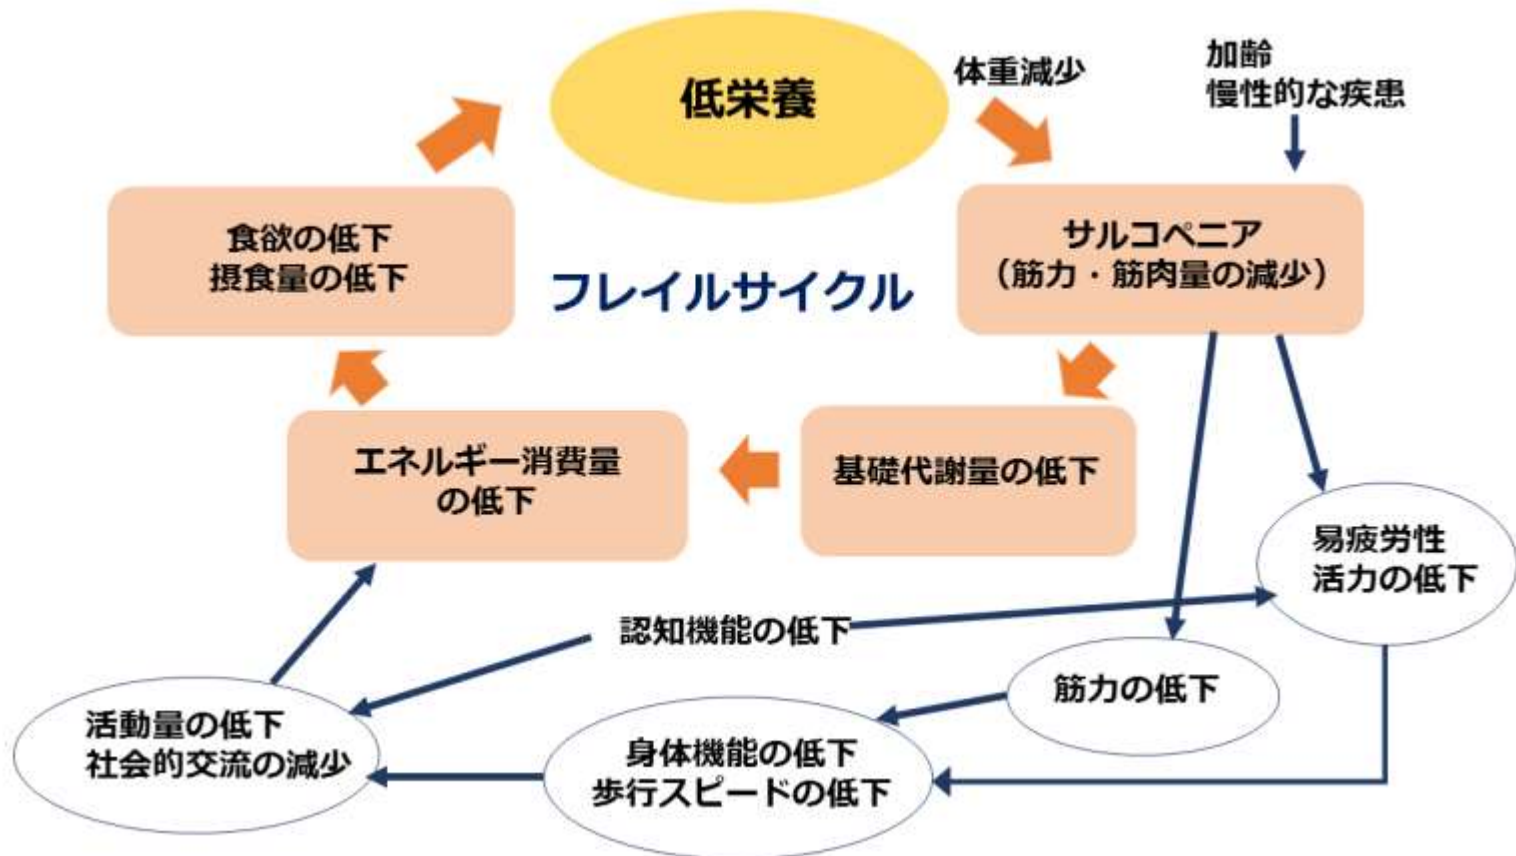 低栄養
体重減少
加齢
慢性的な疾患
食欲の低下
摂食量の低下
フレイルサイクル
サルコペニア
（筋力・筋肉量の減少）
エネルギー消費量
の低下
基礎代謝量の低下
易疲労性
活力の低下
認知機能の低下
筋力の低下
活動量の低下
社会的交流の減少
身体機能の低下
歩行スピードの低下